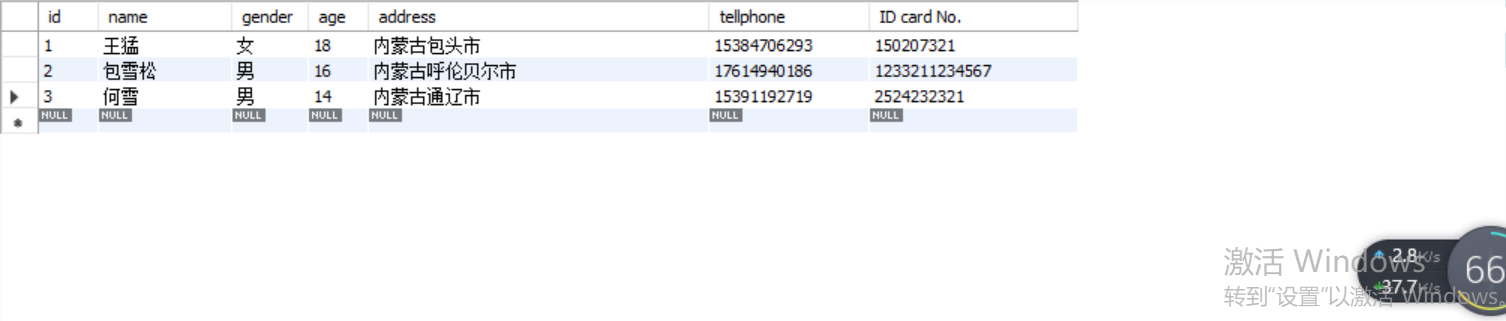 id name gender age address tellphone ID card No.
1 王猛 女 18 内蒙古包头市 15384706293 150207321
2 包雪松 男 16 内蒙古呼伦贝尔市 17614940186 1233211234567
3 何雪 男 14 内蒙古通辽市 15391192719 2524232321
NULL NULL NULL NULL NULL NULL NULL
激活 Windows
转到“设置”以激活 Windows。
2.8K/s
37.7K/s
66